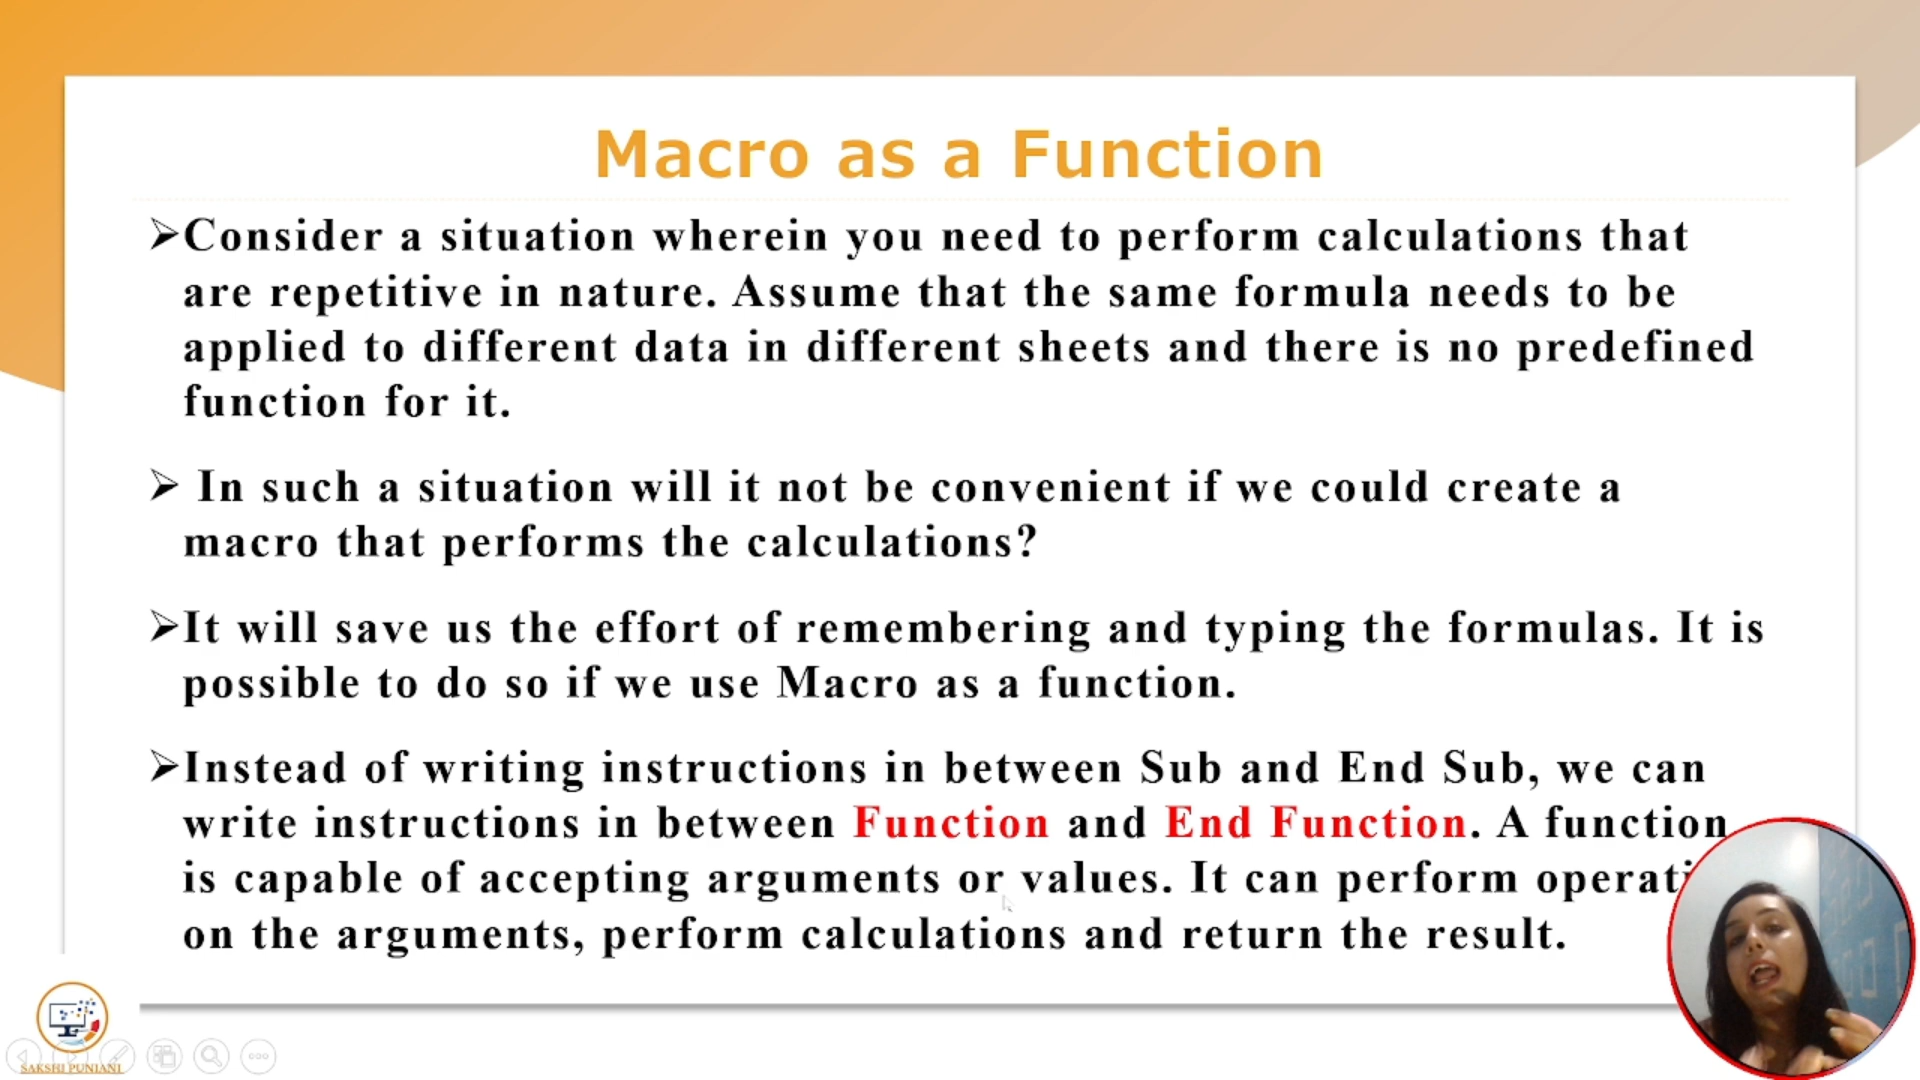 Macro as a Function
➢Consider a situation wherein you need to perform calculations that
are repetitive in nature. Assume that the same formula needs to be
applied to different data in different sheets and there is no predefined
function for it.
➢ In such a situation will it not be convenient if we could create a
macro that performs the calculations?
➢It will save us the effort of remembering and typing the formulas. It is
possible to do so if we use Macro as a function.
➢Instead of writing instructions in between Sub and End Sub, we can
write instructions in between Function and End Function. A function
is capable of accepting arguments or values. It can perform
on the arguments, perform calculations and return the result.
SAKSHI PUNIANI